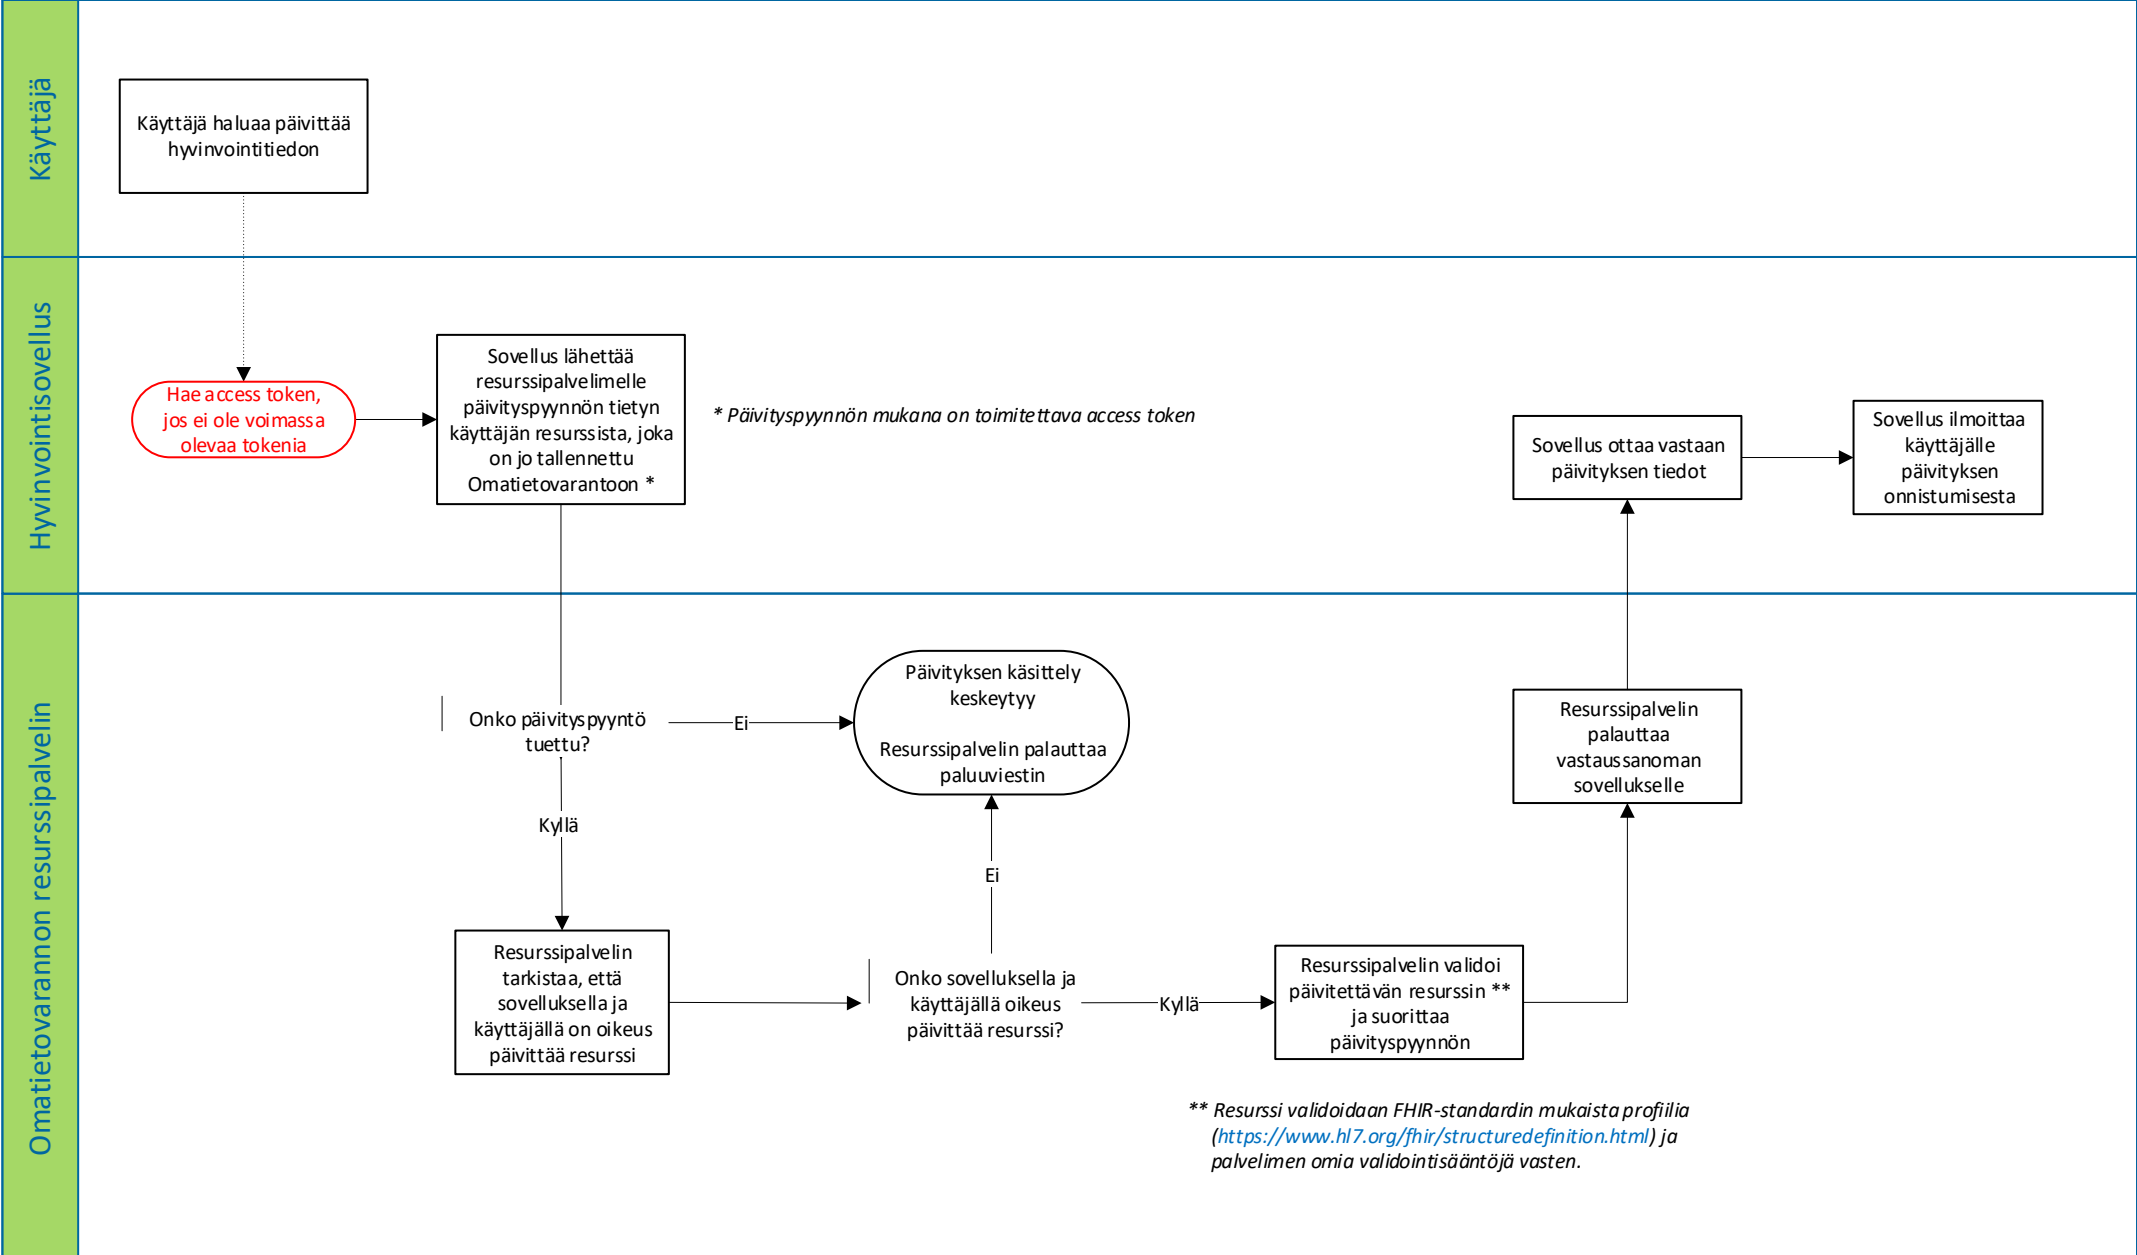 Käyttäjä
Käyttäjä haluaa päivittää
hyvinvointitiedon
Hyvinvointisovellus
Hae access token,
jos ei ole voimassa
olevaa tokenia
Sovellus lähettää
resurssipalvelimelle
päivityspyynnön tietyn
käyttäjän resurssista, joka
on jo tallennettu
Omatietovarantoon *
* Päivityspyynnön mukana on toimitettava access token
Sovellus ottaa vastaan
päivityksen tiedot
Sovellus ilmoittaa
käyttäjälle
päivityksen
onnistumisesta
Omatietovarannon resurssipalvelin
Onko päivityspyyntö
tuettu?
Ei
Päivityksen käsittely
keskeytyy
Resurssipalvelin palauttaa
paluuviestin
Resurssipalvelin
palauttaa
vastaussanoman
sovellukselle
Kyllä
Ei
Resurssipalvelin
tarkistaa, että
sovelluksella ja
käyttäjällä on oikeus
päivittää resurssi
Onko sovelluksella ja
käyttäjällä oikeus
päivittää resurssi?
Kyllä
Resurssipalvelin validoi
päivitettävän resurssin **
ja suorittaa
päivityspyynnön
** Resurssi validoidaan FHIR-standardin mukaista profiilia
(https://www.hl7.org/fhir/structuredefinition.html) ja
palvelimen omia validointisääntöjä vasten.